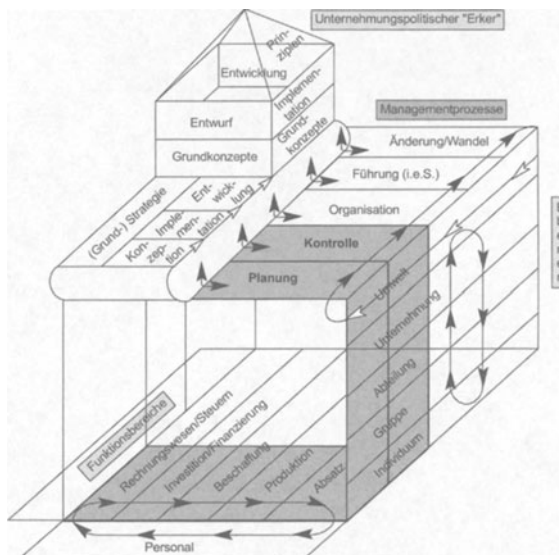 Unternehmungspolitischer "Erker"
Prin-
zipien
Entwicklung
Implemen-
tation
Entwurf
Grundkonzepte
Grund-
konzepte
Managementprozesse
Änderung/Wandel
Führung (i.e.S.)
Organisation
Kontrolle
Planung
(Grund-) Strategie
Kon-
zep-
tion
Imple-
men-
tation
Ent-
wick-
lung
Umwelt
Unternehmung
Abteilung
Gruppe
Individuum
Funktionsbereiche
Rechnungswesen/Steuern
Investition/Finanzierung
Beschaffung
Produktion
Absatz
Personal